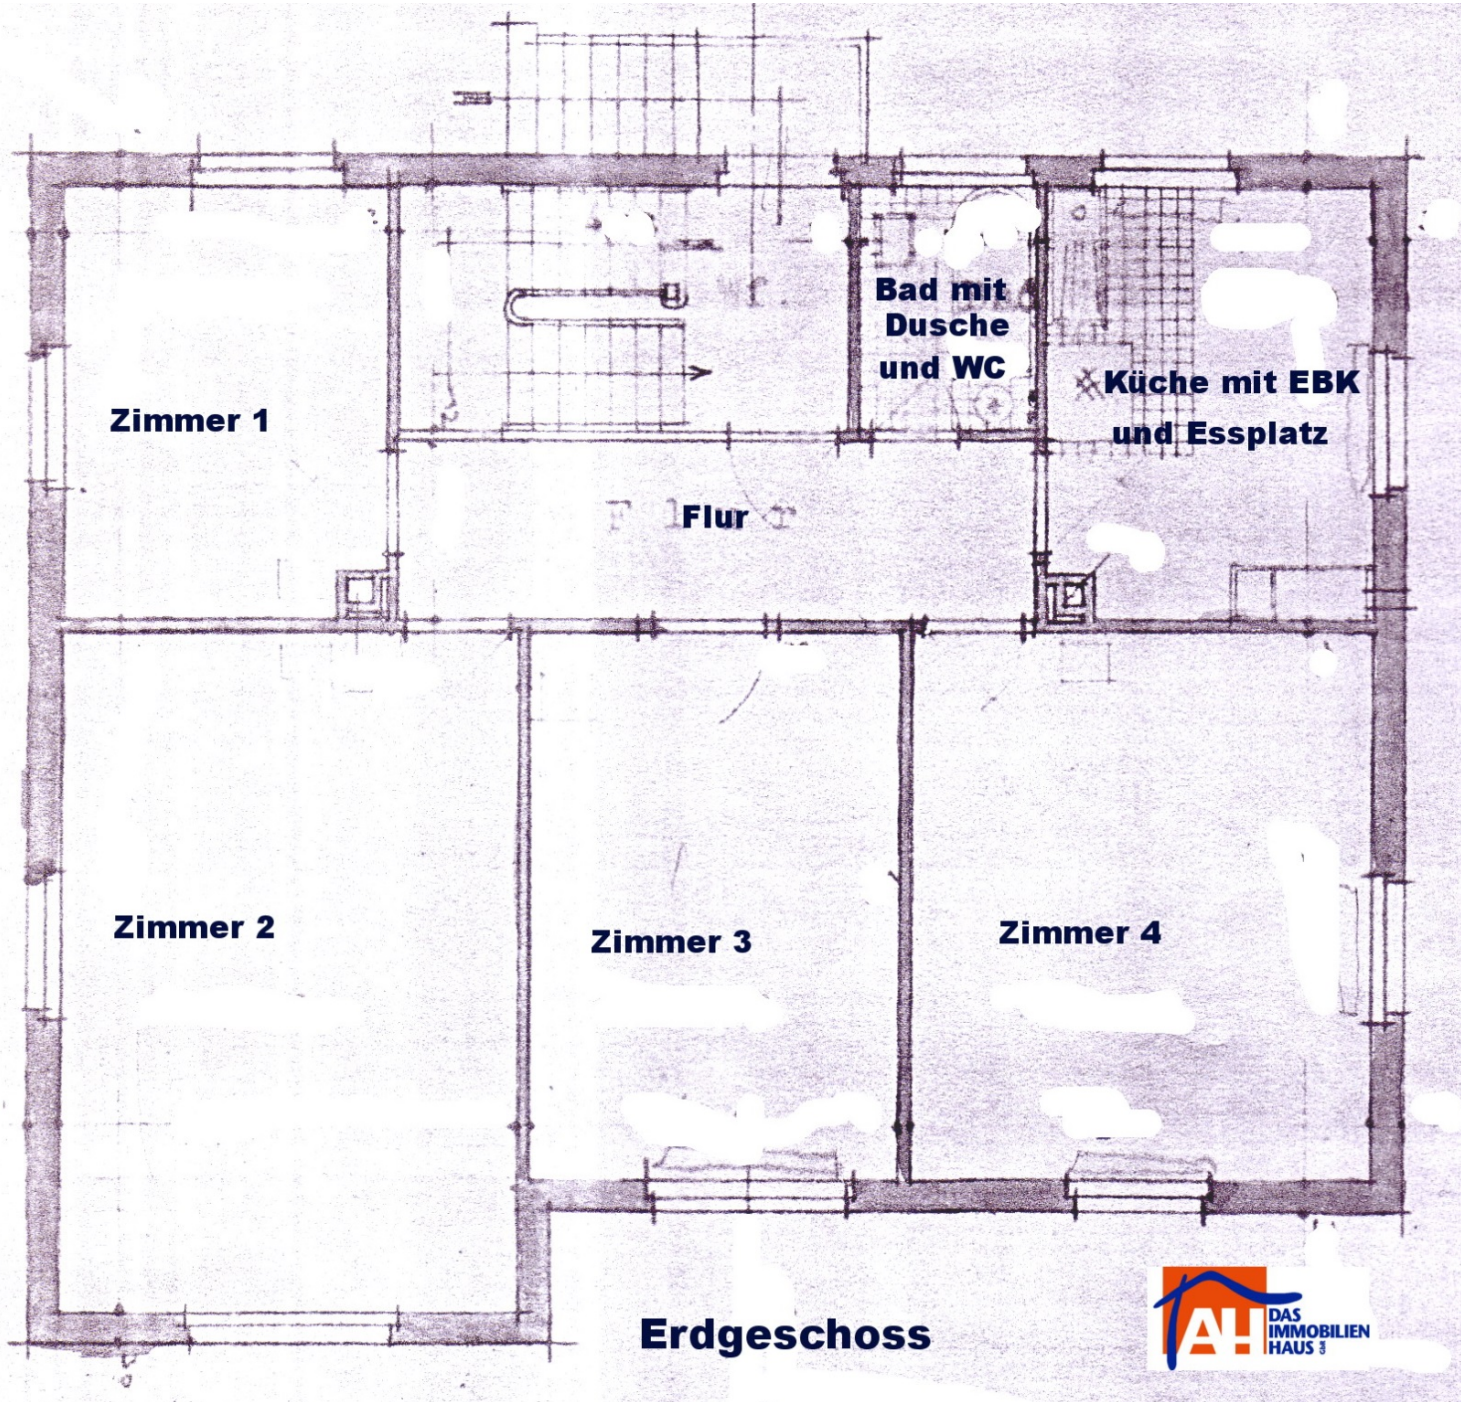 Bad mit
Dusche
und WC
Küche mit EBK
und Essplatz
Zimmer 1
Flur
Zimmer 2
Zimmer 3
Zimmer 4
Erdgeschoss
AH DAS
IMMOBILIEN
HAUS GMBH